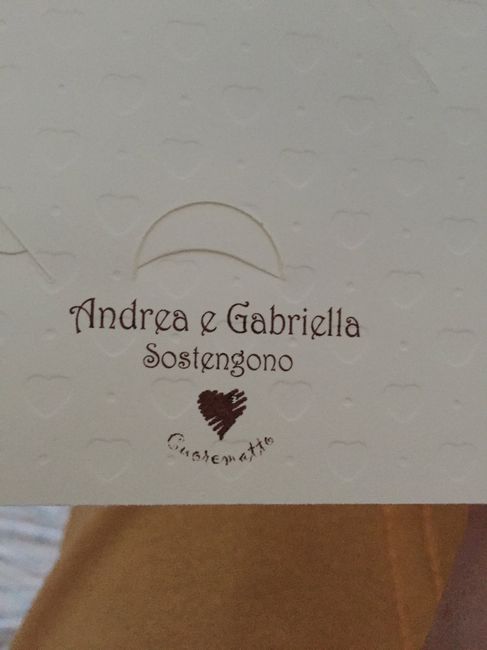 Andrea e Gabriella
Sostengono
Cuorematto